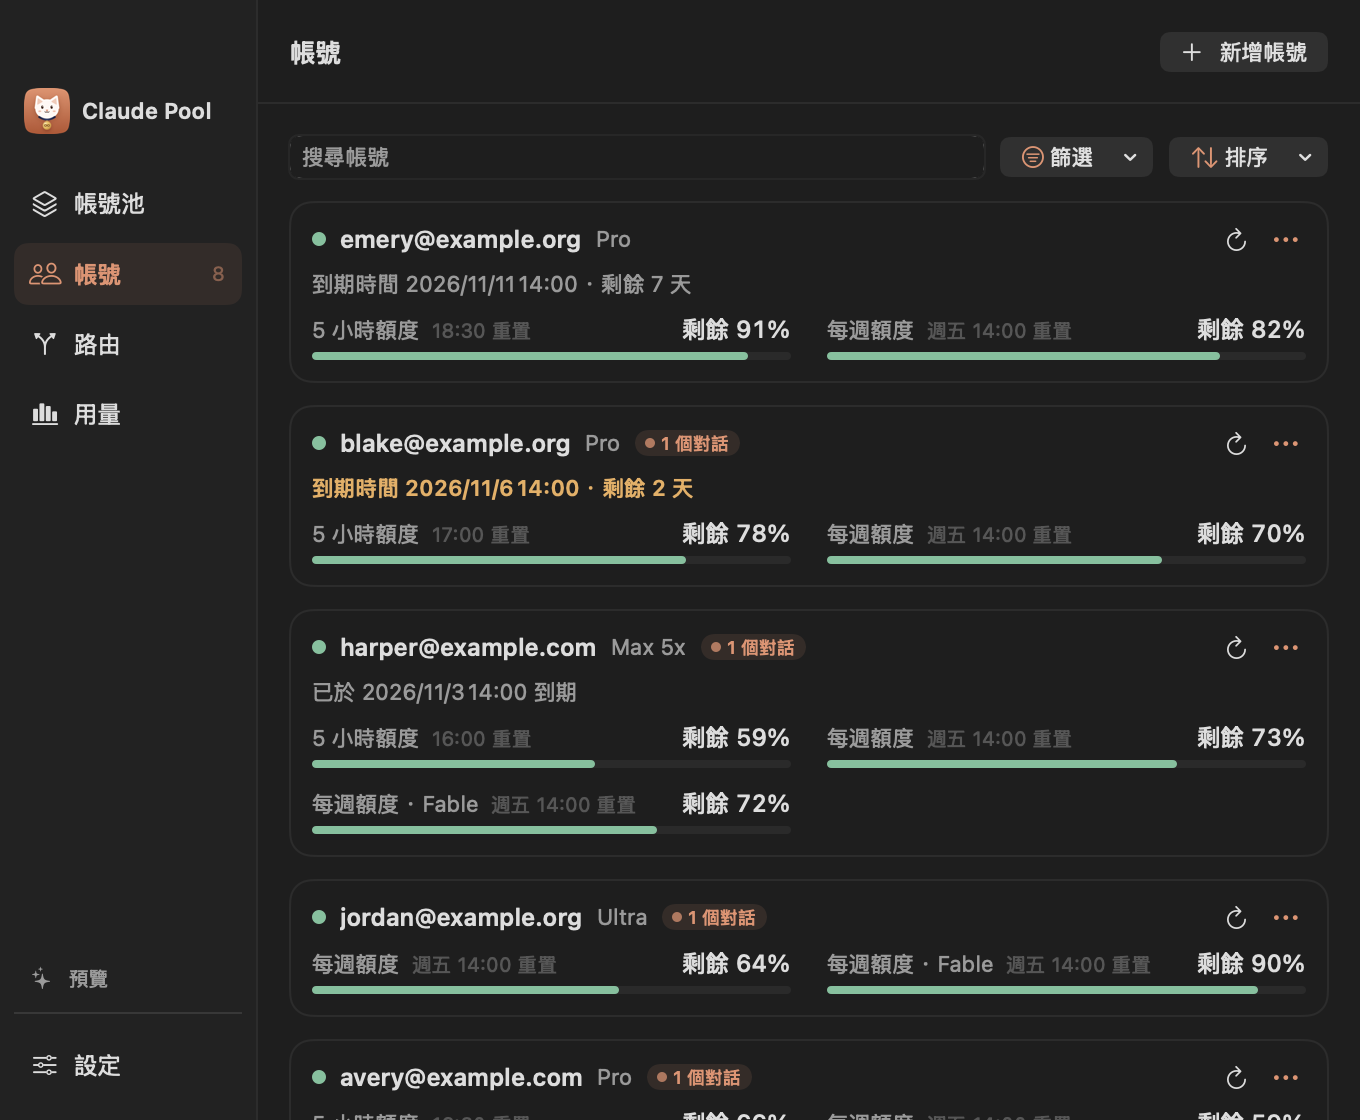 Claude Pool
帳號池
帳號 8
路由
用量
預覽
設定
帳號
新增帳號
搜尋帳號
篩選
排序
emery@example.org Pro
到期時間 2026/11/11 14:00 · 剩餘 7 天
5 小時額度 18:30 重置 剩餘 91%
每週額度 週五 14:00 重置 剩餘 82%
blake@example.org Pro 1 個對話
到期時間 2026/11/6 14:00 · 剩餘 2 天
5 小時額度 17:00 重置 剩餘 78%
每週額度 週五 14:00 重置 剩餘 70%
harper@example.com Max 5x 1 個對話
已於 2026/11/3 14:00 到期
5 小時額度 16:00 重置 剩餘 59%
每週額度 週五 14:00 重置 剩餘 73%
每週額度 · Fable 週五 14:00 重置 剩餘 72%
jordan@example.org Ultra 1 個對話
每週額度 週五 14:00 重置 剩餘 64%
每週額度 · Fable 週五 14:00 重置 剩餘 90%
avery@example.com Pro 1 個對話